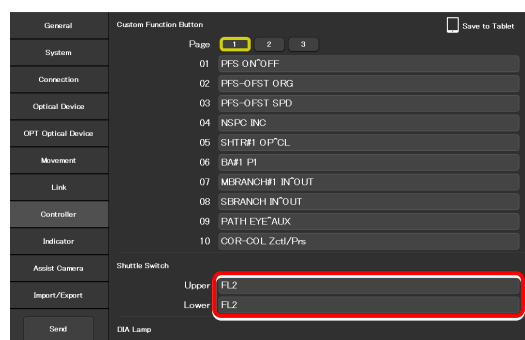 General
System
Connection
Optical Device
OPT Optical Device
Movement
Link
Controller
Indicator
Assist Camera
Import/Export
Send
Custom Function Button
Save to Tablet
Page 1 2 3
01 PFS ON^OFF
02 PFS-OFST ORG
03 PFS-OFST SPD
04 NSPC INC
05 SHTR#1 OP^CL
06 BA#1 P1
07 MBRANCH#1 IN^OUT
08 SBRANCH IN^OUT
09 PATH EYE^AUX
10 COR-COL Zctl/Prs
Shuttle Switch
Upper FL2
Lower FL2
DIA Lamp